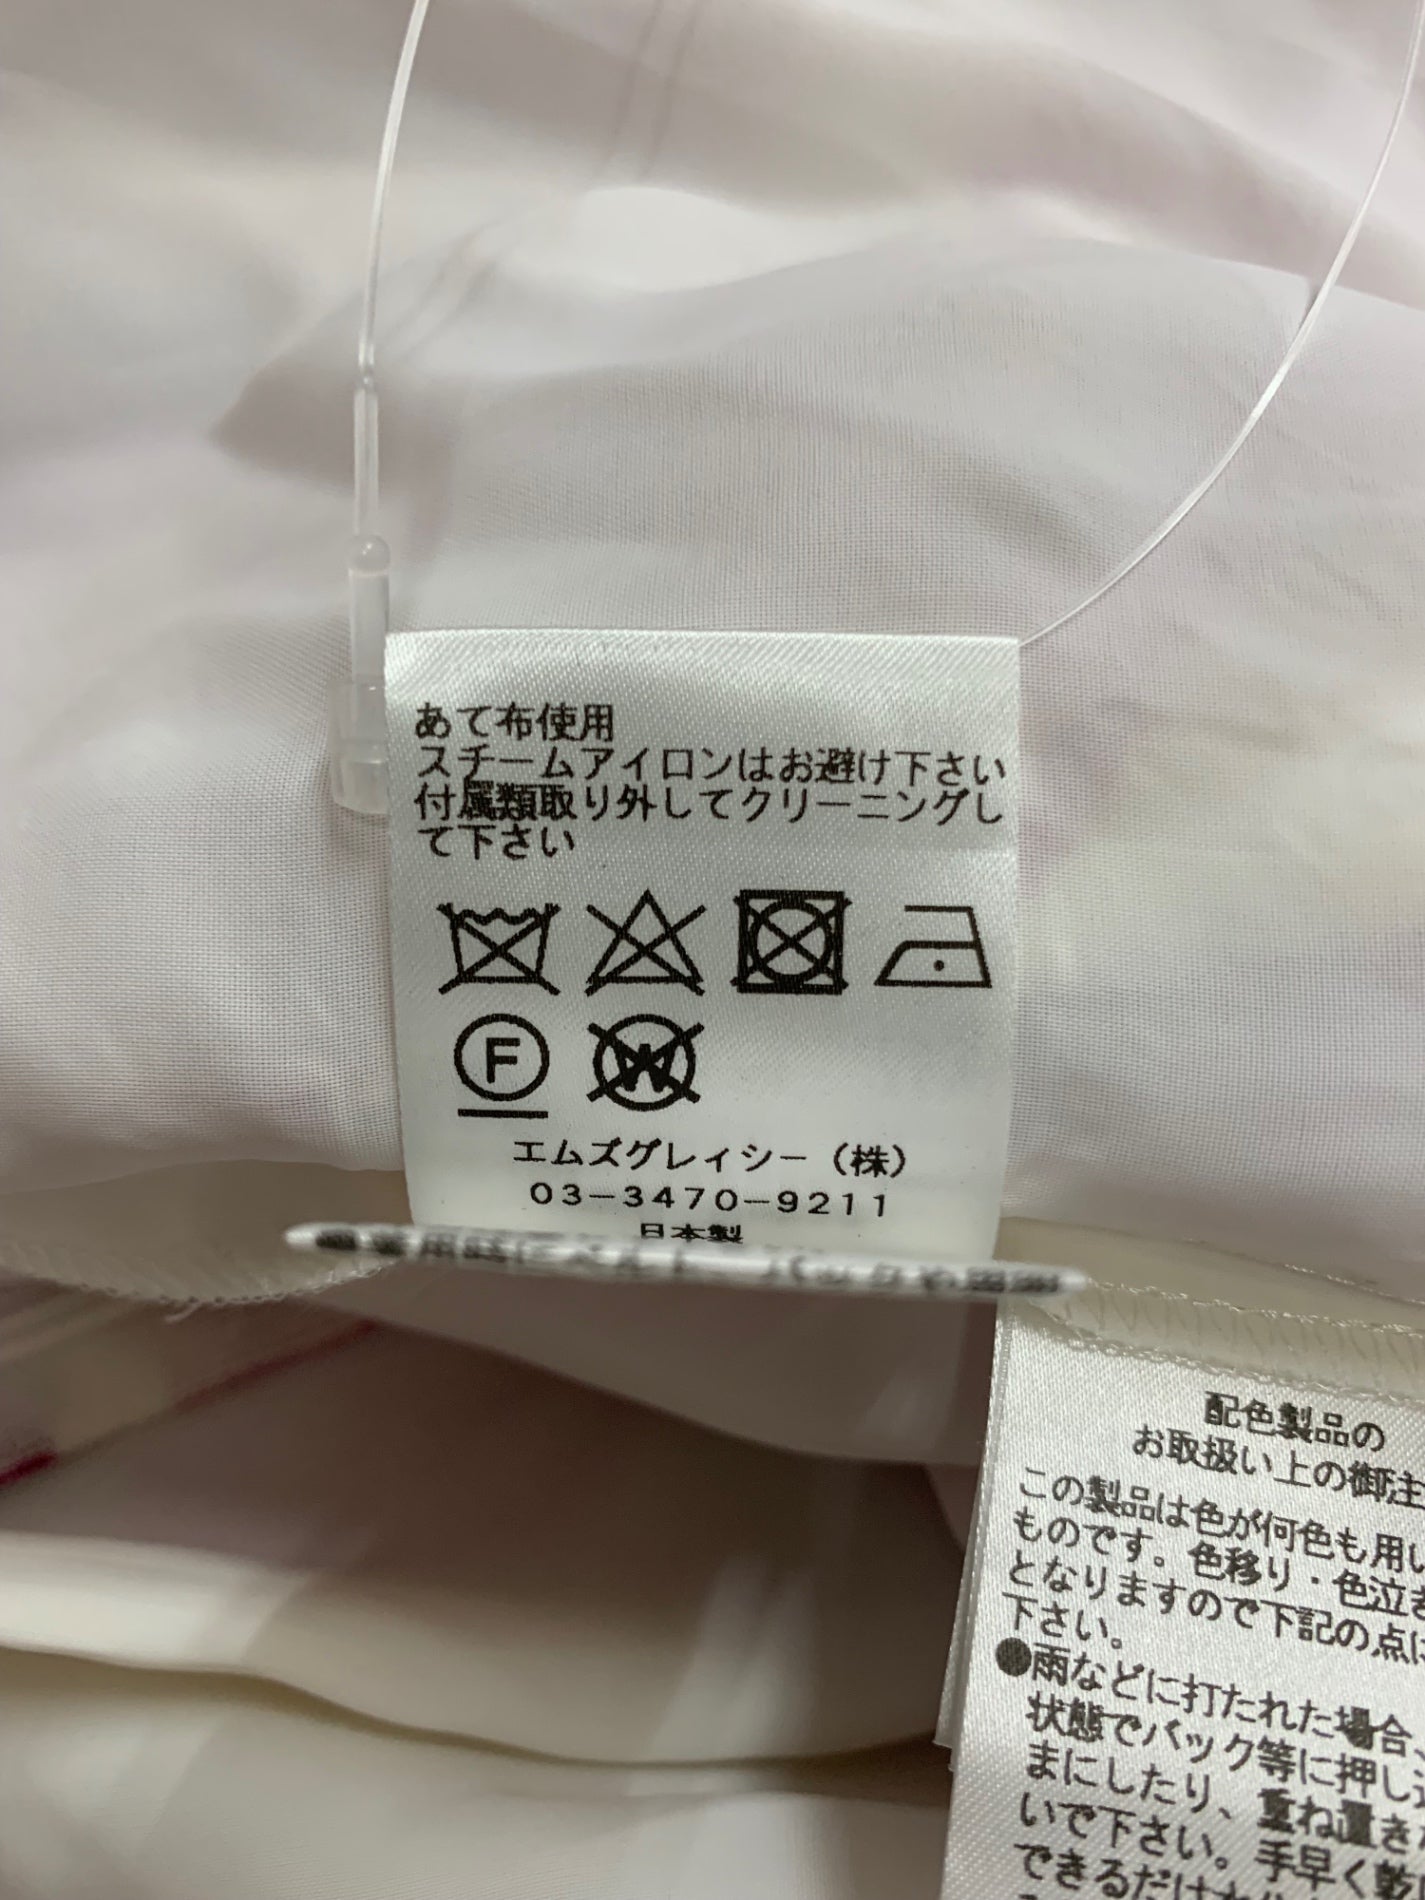 あて布使用
スチームアイロンはお避け下さい
付属類取り外してクリーニングし
て下さい
F
W
エムズグレィシー（株）
03-3470-9211
日本製
配色製品の
お取扱い上の御注
この製品は色が何色も用い
ものです。色移り・色泣き
となりますので下記の点に
下さい。
●雨などに打たれた場合、
状態でバック等に押し
まにしたり、重ね置き
いで下さい。手早く乾
できるだけ